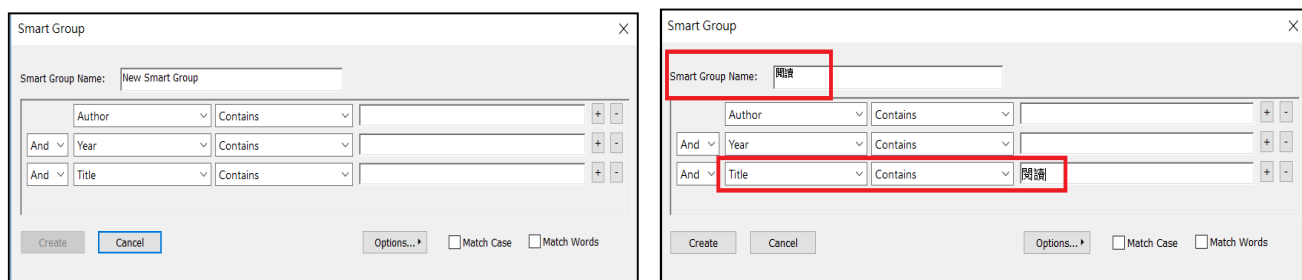 Smart Group X
Smart Group Name: New Smart Group
Author Contains + -
And Year Contains + -
And Title Contains + -
Create Cancel Options... Match Case Match Words
Smart Group X
Smart Group Name: 閱讀
Author Contains + -
And Year Contains + -
And Title Contains 閱讀 + -
Create Cancel Options... Match Case Match Words